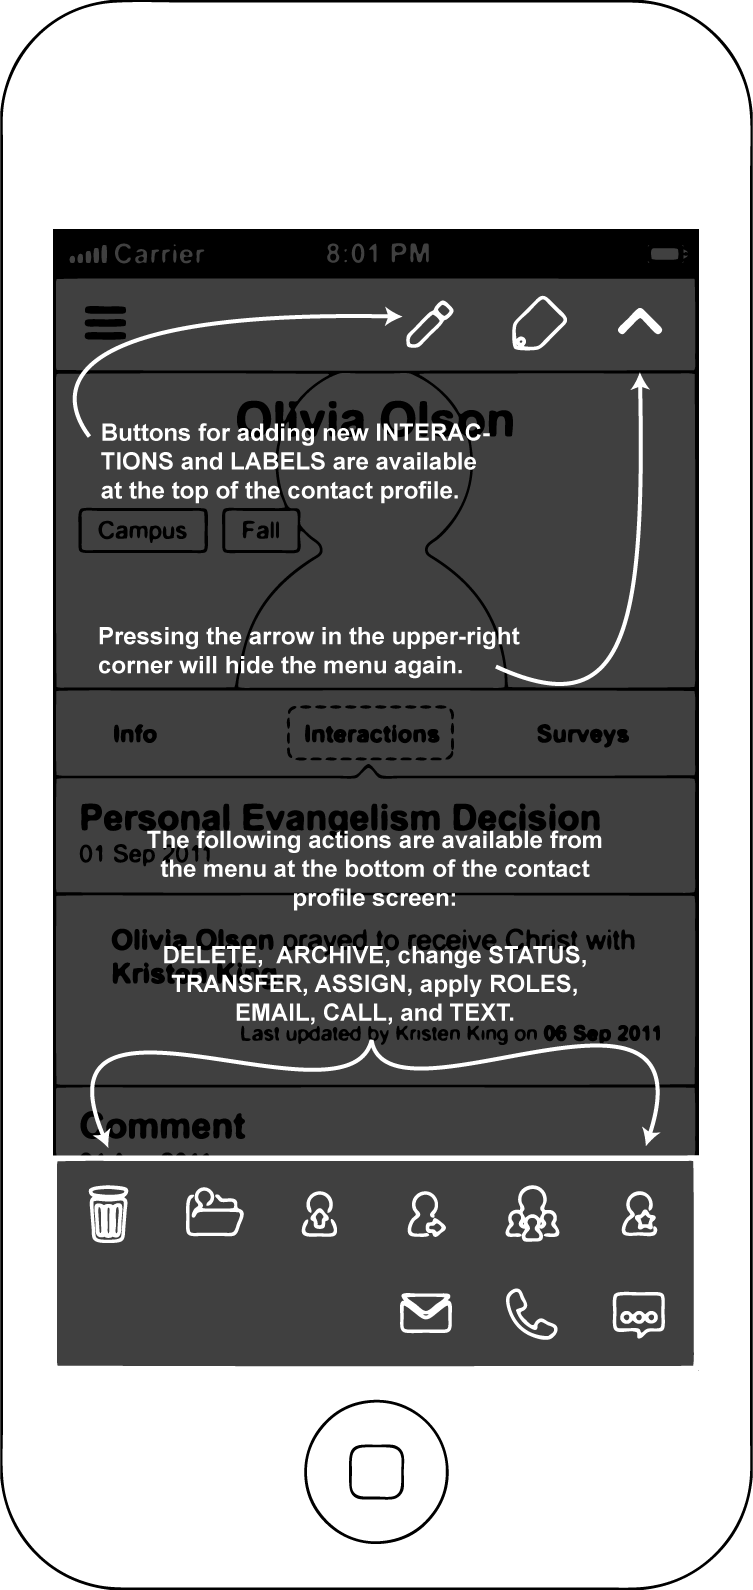 Carrier 8:01 PM
Olivia Olson
Buttons for adding new INTERAC-
TIONS and LABELS are available
at the top of the contact profile.
Campus Fall
Pressing the arrow in the upper-right
corner will hide the menu again.
Info Interactions Surveys
Personal Evangelism Decision
01 Sep 2011
The following actions are available from
the menu at the bottom of the contact
profile screen:
Olivia Olson prayed to receive Christ with
Kristen King
DELETE, ARCHIVE, change STATUS,
TRANSFER, ASSIGN, apply ROLES,
EMAIL, CALL, and TEXT.
Last updated by Kristen King on 06 Sep 2011
Comment